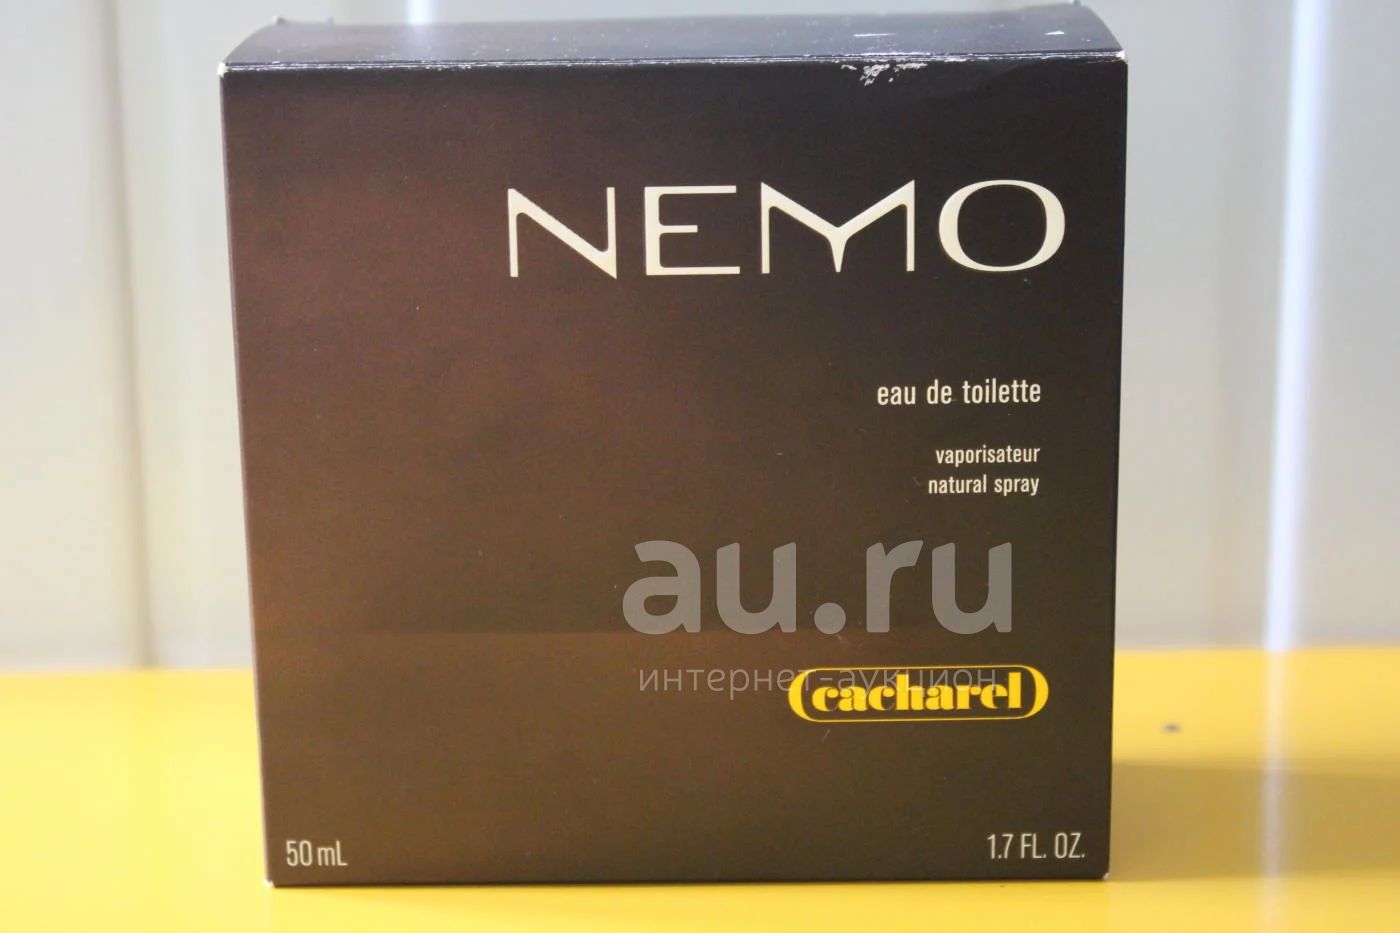 NEMO
eau de toilette
vaporisateur
natural spray
au.ru
интернет-аукцион
cacharel
50 mL
1.7 FL. OZ.